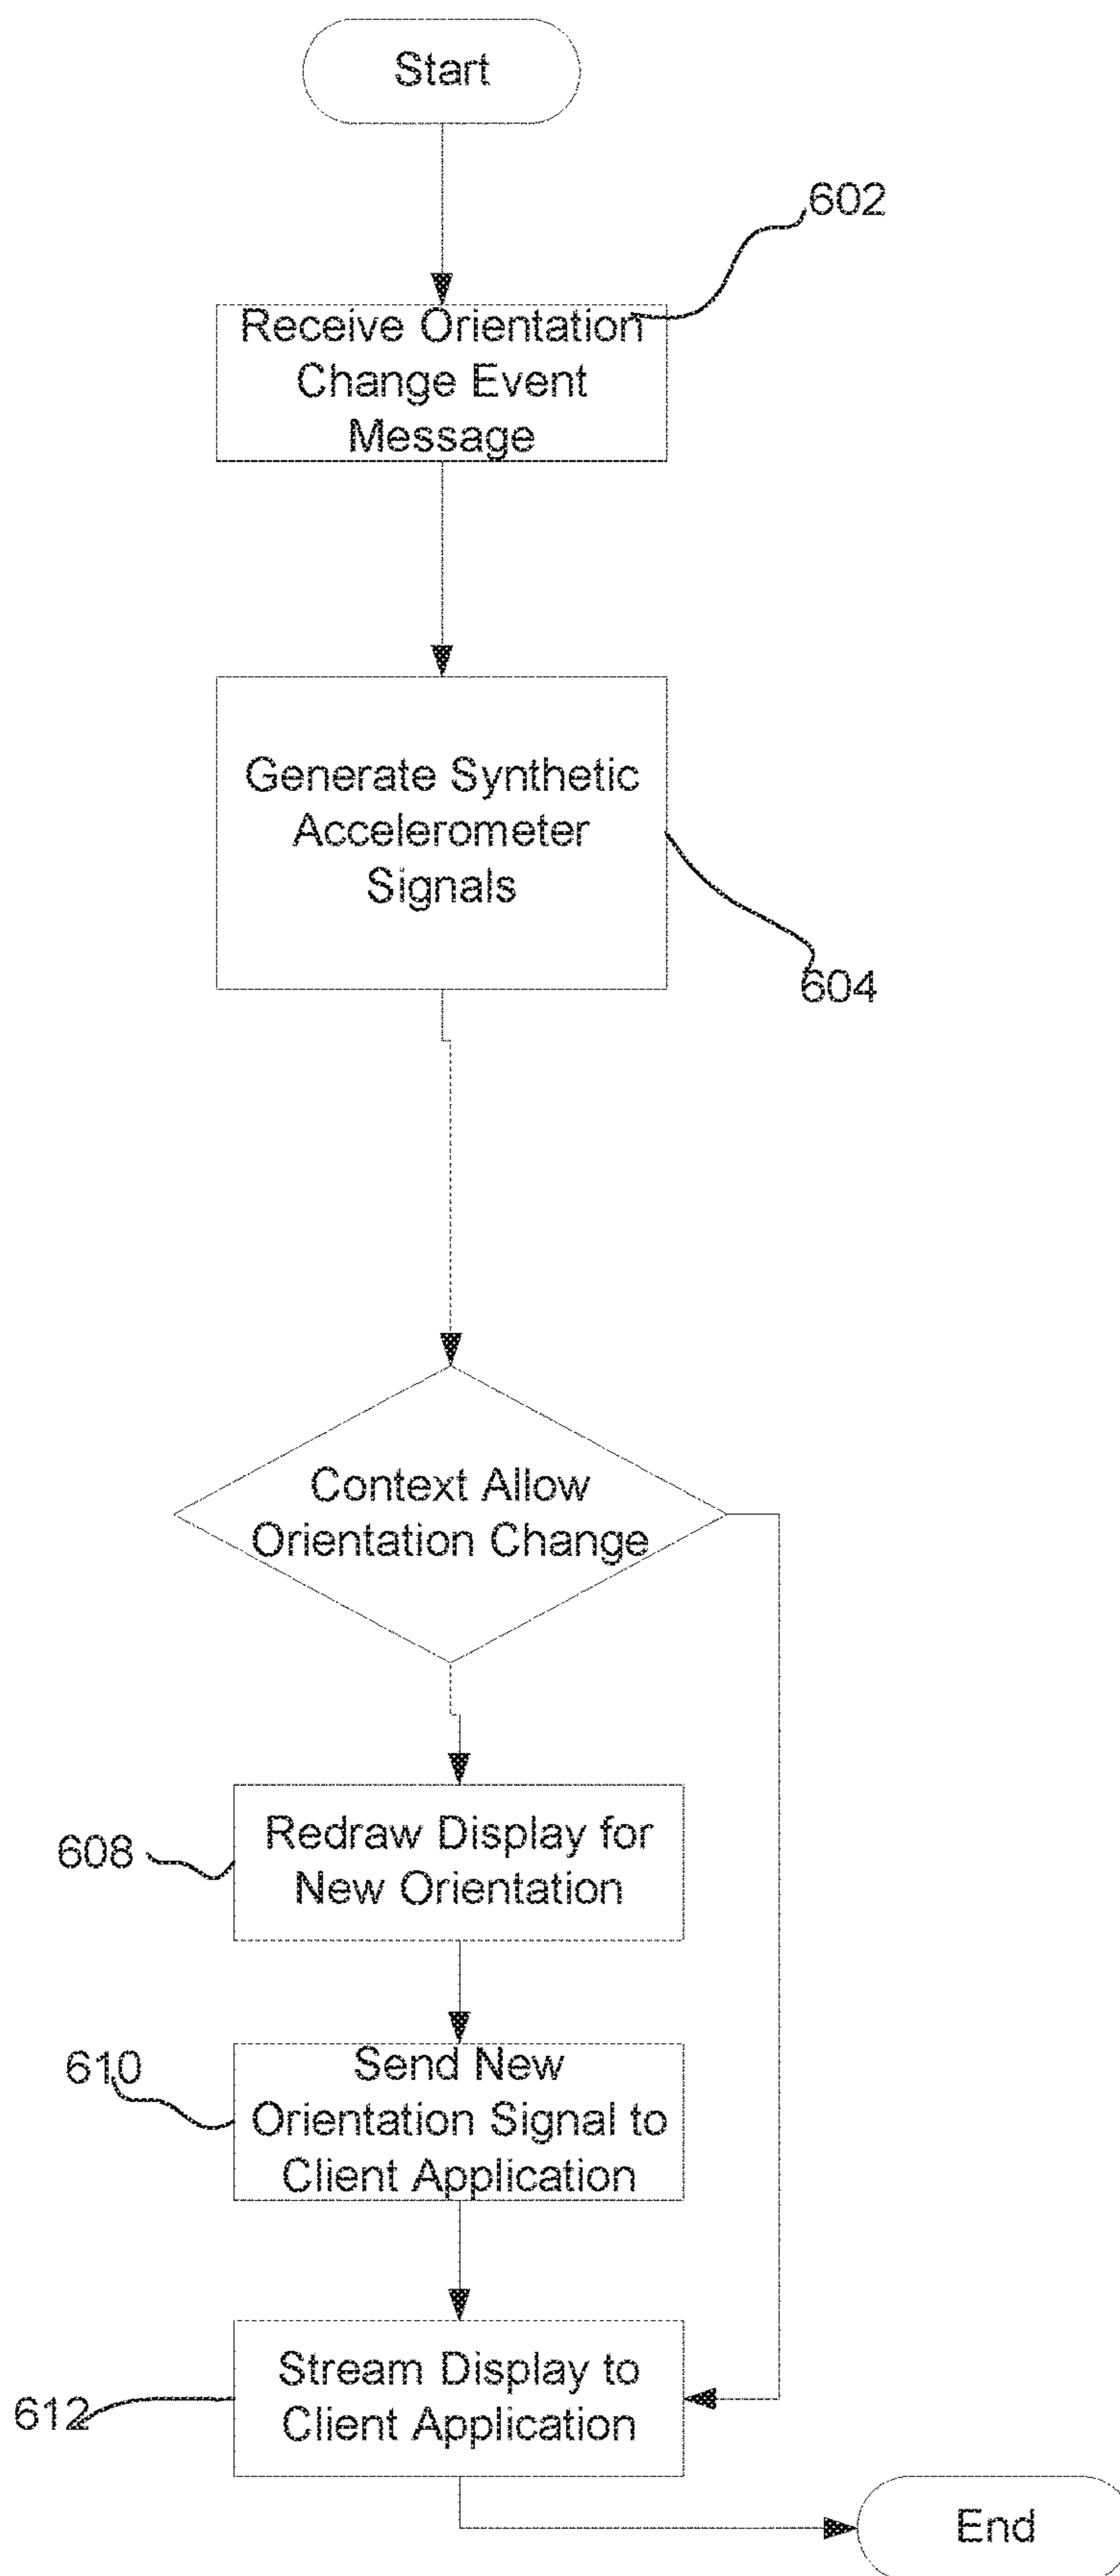 Start
602
Receive Orientation
Change Event
Message
Generate Synthetic
Accelerometer
Signals
604
Context Allow
Orientation Change
608
Redraw Display for
New Orientation
610
Send New
Orientation Signal to
Client Application
612
Stream Display to
Client Application
End